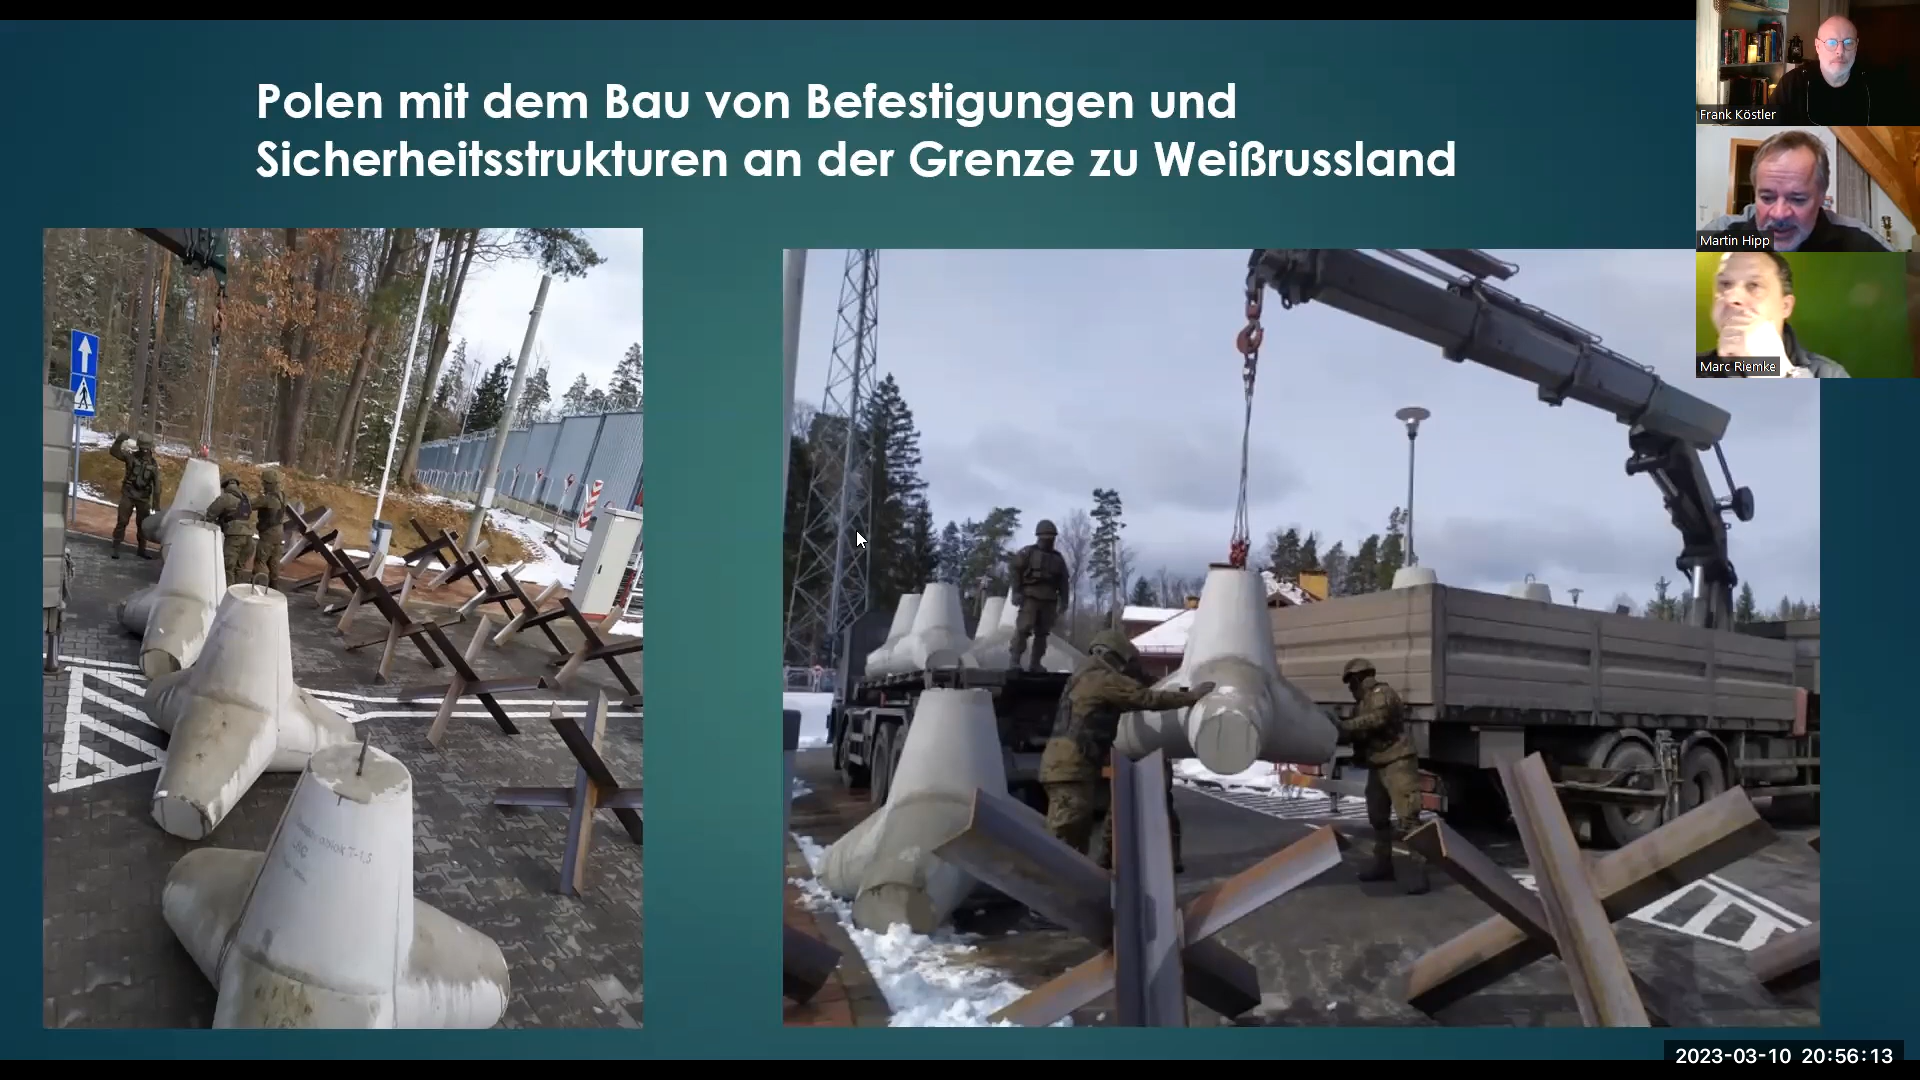 Polen mit dem Bau von Befestigungen und
Sicherheitsstrukturen an der Grenze zu Weißrussland
Frank Köstler
Martin Hipp
Marc Riemke
2023-03-10 20:56:13